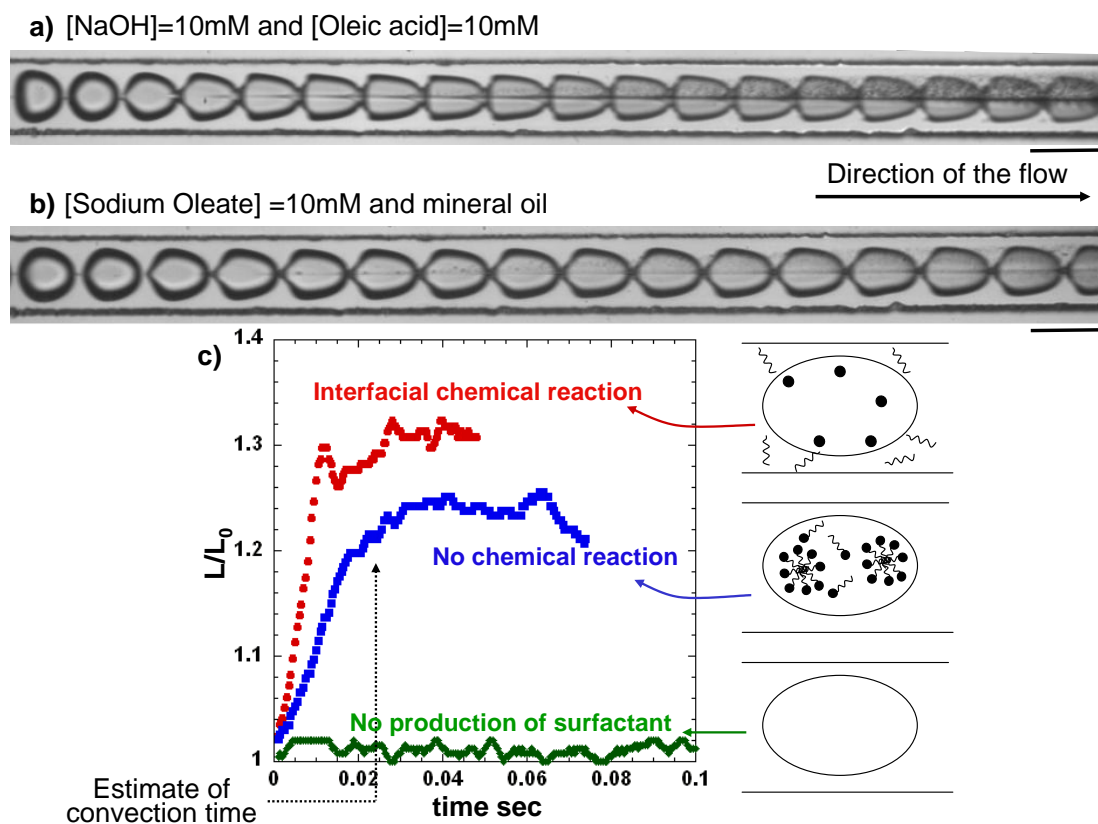 a) [NaOH]=10mM and [Oleic acid]=10mM
Direction of the flow
b) [Sodium Oleate] =10mM and mineral oil
c)
1.4
Interfacial chemical reaction
1.3
L/L0
No chemical reaction
1.2
1.1
No production of surfactant
1
0
0.02
0.04
0.06
0.08
0.1
Estimate of
convection time
time sec